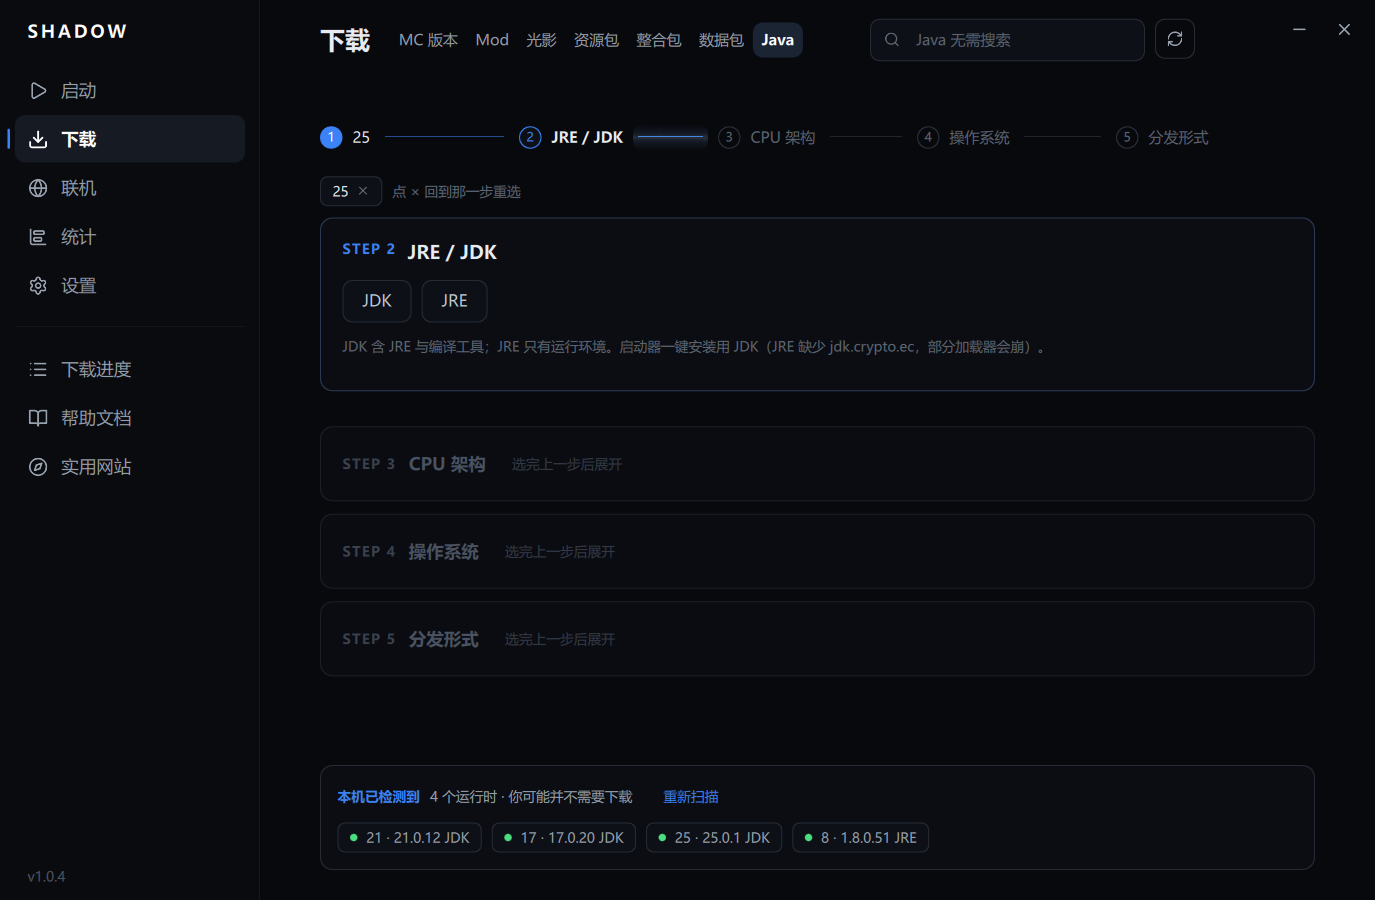 SHADOW
启动
下载
联机
统计
设置
下载进度
帮助文档
实用网站
v1.0.4
下载 MC 版本 Mod 光影 资源包 整合包 数据包 Java Java 无需搜索
1 25 2 JRE / JDK 3 CPU 架构 4 操作系统 5 分发形式
25 × 点 × 回到那一步重选
STEP 2 JRE / JDK
JDK JRE
JDK 含 JRE 与编译工具；JRE 只有运行环境。启动器一键安装用 JDK（JRE 缺少 jdk.crypto.ec，部分加载器会崩）。
STEP 3 CPU 架构 选完上一步后展开
STEP 4 操作系统 选完上一步后展开
STEP 5 分发形式 选完上一步后展开
本机已检测到 4 个运行时 · 你可能并不需要下载 重新扫描
21 · 21.0.12 JDK 17 · 17.0.20 JDK 25 · 25.0.1 JDK 8 · 1.8.0.51 JRE